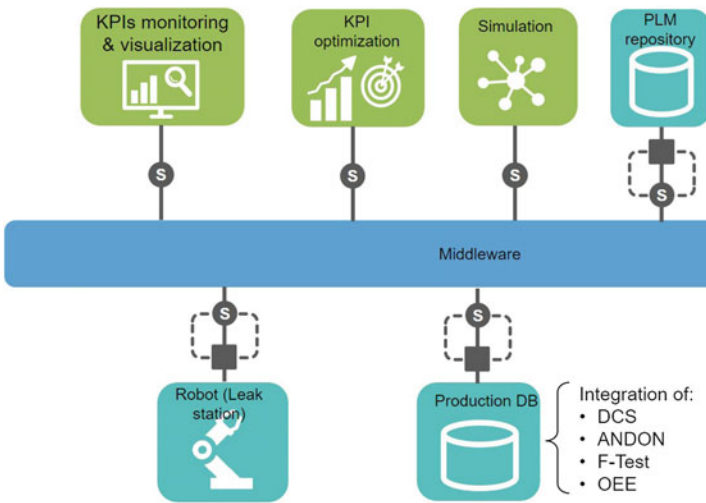 KPIs monitoring
& visualization
KPI
optimization
Simulation
PLM
repository
S
S
S
S
Middleware
S
S
Robot (Leak
station)
Production DB
Integration of:
• DCS
• ANDON
• F-Test
• OEE